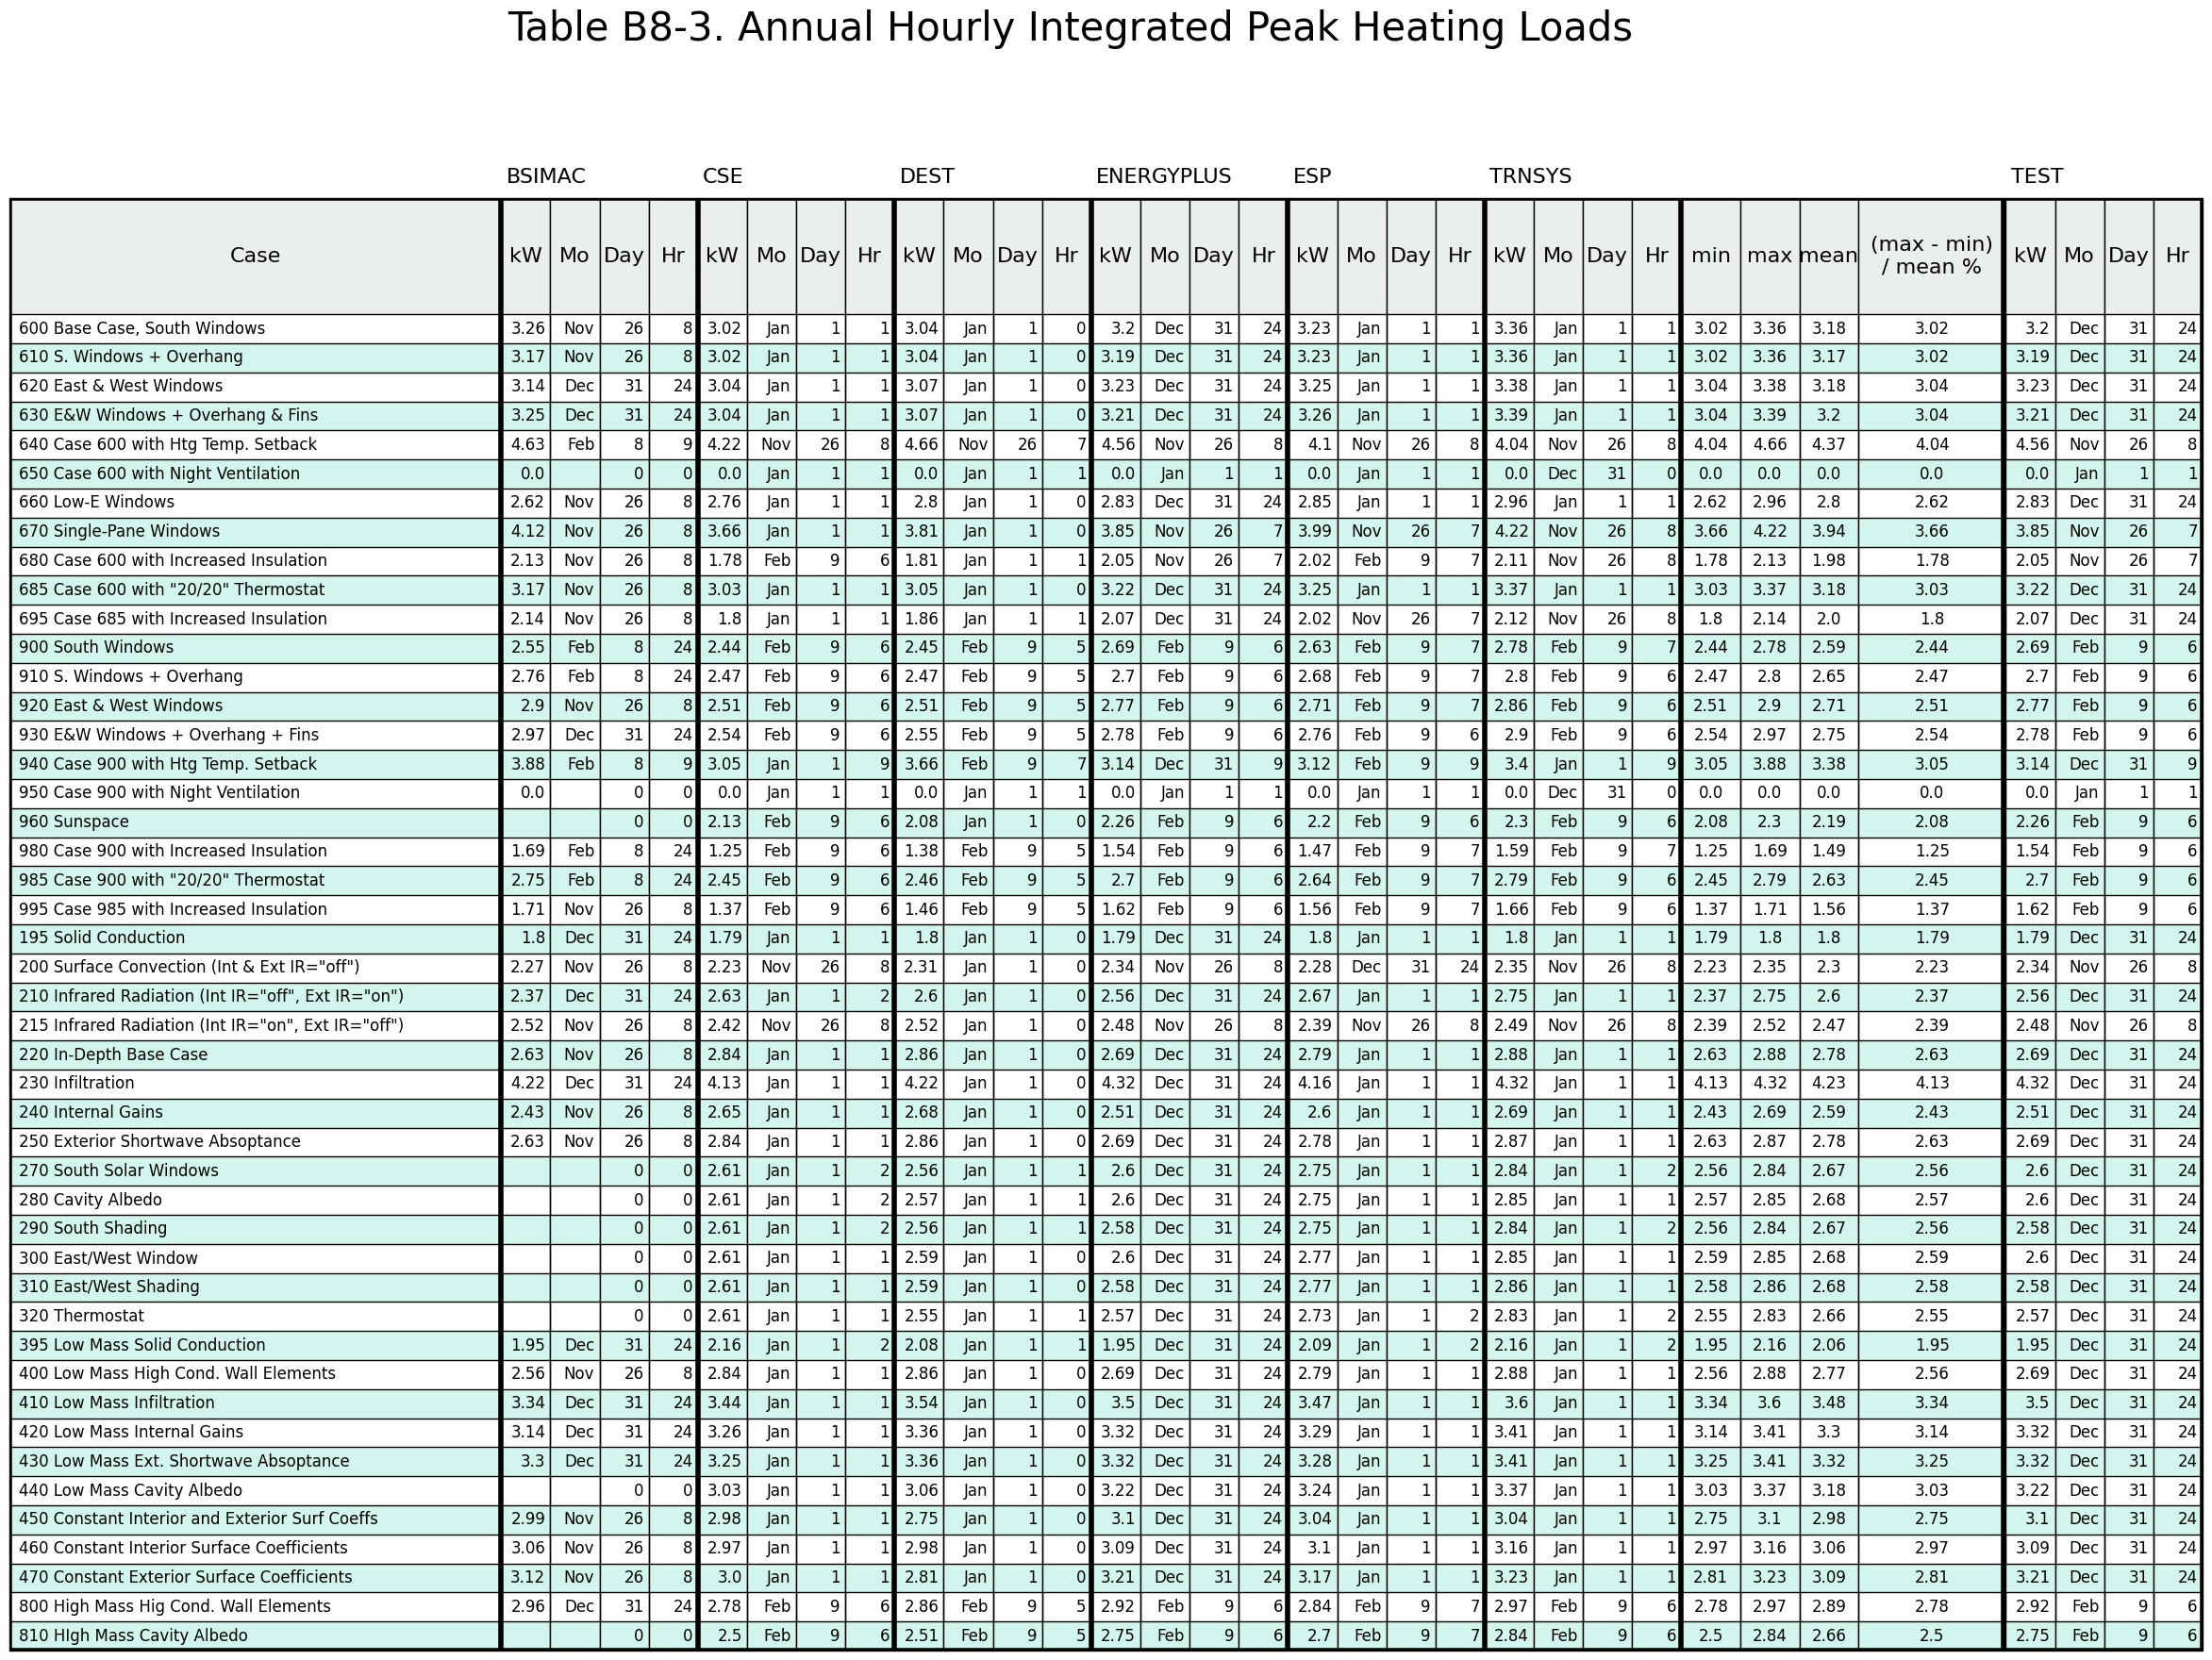 Table B8-3. Annual Hourly Integrated Peak Heating Loads
BSIMAC CSE DEST ENERGYPLUS ESP TRNSYS TEST
Case kW Mo Day Hr kW Mo Day Hr kW Mo Day Hr kW Mo Day Hr kW Mo Day Hr kW Mo Day Hr min max mean (max - min) / mean % kW Mo Day Hr
600 Base Case, South Windows 3.26 Nov 26 8 3.02 Jan 1 1 3.04 Jan 1 0 3.2 Dec 31 24 3.23 Jan 1 1 3.36 Jan 1 1 3.02 3.36 3.18 3.02 3.2 Dec 31 24
610 S. Windows + Overhang 3.17 Nov 26 8 3.02 Jan 1 1 3.04 Jan 1 0 3.19 Dec 31 24 3.23 Jan 1 1 3.36 Jan 1 1 3.02 3.36 3.17 3.02 3.19 Dec 31 24
620 East & West Windows 3.14 Dec 31 24 3.04 Jan 1 1 3.07 Jan 1 0 3.23 Dec 31 24 3.25 Jan 1 1 3.38 Jan 1 1 3.04 3.38 3.18 3.04 3.23 Dec 31 24
630 E&W Windows + Overhang & Fins 3.25 Dec 31 24 3.04 Jan 1 1 3.07 Jan 1 0 3.21 Dec 31 24 3.26 Jan 1 1 3.39 Jan 1 1 3.04 3.39 3.2 3.04 3.21 Dec 31 24
640 Case 600 with Htg Temp. Setback 4.63 Feb 8 9 4.22 Nov 26 8 4.66 Nov 26 7 4.56 Nov 26 8 4.1 Nov 26 8 4.04 Nov 26 8 4.04 4.66 4.37 4.04 4.56 Nov 26 8
650 Case 600 with Night Ventilation 0.0 0 0 0.0 Jan 1 1 0.0 Jan 1 1 0.0 Jan 1 1 0.0 Jan 1 1 0.0 Dec 31 0 0.0 0.0 0.0 0.0 0.0 Jan 1 1
660 Low-E Windows 2.62 Nov 26 8 2.76 Jan 1 1 2.8 Jan 1 0 2.83 Dec 31 24 2.85 Jan 1 1 2.96 Jan 1 1 2.62 2.96 2.8 2.62 2.83 Dec 31 24
670 Single-Pane Windows 4.12 Nov 26 8 3.66 Jan 1 1 3.81 Jan 1 0 3.85 Nov 26 7 3.99 Nov 26 7 4.22 Nov 26 8 3.66 4.22 3.94 3.66 3.85 Nov 26 7
680 Case 600 with Increased Insulation 2.13 Nov 26 8 1.78 Feb 9 6 1.81 Jan 1 1 2.05 Nov 26 7 2.02 Feb 9 7 2.11 Nov 26 8 1.78 2.13 1.98 1.78 2.05 Nov 26 7
685 Case 600 with "20/20" Thermostat 3.17 Nov 26 8 3.03 Jan 1 1 3.05 Jan 1 0 3.22 Dec 31 24 3.25 Jan 1 1 3.37 Jan 1 1 3.03 3.37 3.18 3.03 3.22 Dec 31 24
695 Case 685 with Increased Insulation 2.14 Nov 26 8 1.8 Jan 1 1 1.86 Jan 1 1 2.07 Dec 31 24 2.02 Nov 26 7 2.12 Nov 26 8 1.8 2.14 2.0 1.8 2.07 Dec 31 24
900 South Windows 2.55 Feb 8 24 2.44 Feb 9 6 2.45 Feb 9 5 2.69 Feb 9 6 2.63 Feb 9 7 2.78 Feb 9 7 2.44 2.78 2.59 2.44 2.69 Feb 9 6
910 S. Windows + Overhang 2.76 Feb 8 24 2.47 Feb 9 6 2.47 Feb 9 5 2.7 Feb 9 6 2.68 Feb 9 7 2.8 Feb 9 6 2.47 2.8 2.65 2.47 2.7 Feb 9 6
920 East & West Windows 2.9 Nov 26 8 2.51 Feb 9 6 2.51 Feb 9 5 2.77 Feb 9 6 2.71 Feb 9 7 2.86 Feb 9 6 2.51 2.9 2.71 2.51 2.77 Feb 9 6
930 E&W Windows + Overhang + Fins 2.97 Dec 31 24 2.54 Feb 9 6 2.55 Feb 9 5 2.78 Feb 9 6 2.76 Feb 9 6 2.9 Feb 9 6 2.54 2.97 2.75 2.54 2.78 Feb 9 6
940 Case 900 with Htg Temp. Setback 3.88 Feb 8 9 3.05 Jan 1 9 3.66 Feb 9 7 3.14 Dec 31 9 3.12 Feb 9 9 3.4 Jan 1 9 3.05 3.88 3.38 3.05 3.14 Dec 31 9
950 Case 900 with Night Ventilation 0.0 0 0 0.0 Jan 1 1 0.0 Jan 1 1 0.0 Jan 1 1 0.0 Jan 1 1 0.0 Dec 31 0 0.0 0.0 0.0 0.0 0.0 Jan 1 1
960 Sunspace 0 0 2.13 Feb 9 6 2.08 Jan 1 0 2.26 Feb 9 6 2.2 Feb 9 6 2.3 Feb 9 6 2.08 2.3 2.19 2.08 2.26 Feb 9 6
980 Case 900 with Increased Insulation 1.69 Feb 8 24 1.25 Feb 9 6 1.38 Feb 9 5 1.54 Feb 9 6 1.47 Feb 9 7 1.59 Feb 9 7 1.25 1.69 1.49 1.25 1.54 Feb 9 6
985 Case 900 with "20/20" Thermostat 2.75 Feb 8 24 2.45 Feb 9 6 2.46 Feb 9 5 2.7 Feb 9 6 2.64 Feb 9 7 2.79 Feb 9 6 2.45 2.79 2.63 2.45 2.7 Feb 9 6
995 Case 985 with Increased Insulation 1.71 Nov 26 8 1.37 Feb 9 6 1.46 Feb 9 5 1.62 Feb 9 6 1.56 Feb 9 7 1.66 Feb 9 6 1.37 1.71 1.56 1.37 1.62 Feb 9 6
195 Solid Conduction 1.8 Dec 31 24 1.79 Jan 1 1 1.8 Jan 1 0 1.79 Dec 31 24 1.8 Jan 1 1 1.8 Jan 1 1 1.79 1.8 1.8 1.79 1.79 Dec 31 24
200 Surface Convection (Int & Ext IR="off") 2.27 Nov 26 8 2.23 Nov 26 8 2.31 Jan 1 0 2.34 Nov 26 8 2.28 Dec 31 24 2.35 Nov 26 8 2.23 2.35 2.3 2.23 2.34 Nov 26 8
210 Infrared Radiation (Int IR="off", Ext IR="on") 2.37 Dec 31 24 2.63 Jan 1 2 2.6 Jan 1 0 2.56 Dec 31 24 2.67 Jan 1 1 2.75 Jan 1 1 2.37 2.75 2.6 2.37 2.56 Dec 31 24
215 Infrared Radiation (Int IR="on", Ext IR="off") 2.52 Nov 26 8 2.42 Nov 26 8 2.52 Jan 1 0 2.48 Nov 26 8 2.39 Nov 26 8 2.49 Nov 26 8 2.39 2.52 2.47 2.39 2.48 Nov 26 8
220 In-Depth Base Case 2.63 Nov 26 8 2.84 Jan 1 1 2.86 Jan 1 0 2.69 Dec 31 24 2.79 Jan 1 1 2.88 Jan 1 1 2.63 2.88 2.78 2.63 2.69 Dec 31 24
230 Infiltration 4.22 Dec 31 24 4.13 Jan 1 1 4.22 Jan 1 0 4.32 Dec 31 24 4.16 Jan 1 1 4.32 Jan 1 1 4.13 4.32 4.23 4.13 4.32 Dec 31 24
240 Internal Gains 2.43 Nov 26 8 2.65 Jan 1 1 2.68 Jan 1 0 2.51 Dec 31 24 2.6 Jan 1 1 2.69 Jan 1 1 2.43 2.69 2.59 2.43 2.51 Dec 31 24
250 Exterior Shortwave Absoptance 2.63 Nov 26 8 2.84 Jan 1 1 2.86 Jan 1 0 2.69 Dec 31 24 2.78 Jan 1 1 2.87 Jan 1 1 2.63 2.87 2.78 2.63 2.69 Dec 31 24
270 South Solar Windows 0 0 2.61 Jan 1 2 2.56 Jan 1 1 2.6 Dec 31 24 2.75 Jan 1 1 2.84 Jan 1 2 2.56 2.84 2.67 2.56 2.6 Dec 31 24
280 Cavity Albedo 0 0 2.61 Jan 1 2 2.57 Jan 1 1 2.6 Dec 31 24 2.75 Jan 1 1 2.85 Jan 1 1 2.57 2.85 2.68 2.57 2.6 Dec 31 24
290 South Shading 0 0 2.61 Jan 1 2 2.56 Jan 1 1 2.58 Dec 31 24 2.75 Jan 1 1 2.84 Jan 1 2 2.56 2.84 2.67 2.56 2.58 Dec 31 24
300 East/West Window 0 0 2.61 Jan 1 1 2.59 Jan 1 0 2.6 Dec 31 24 2.77 Jan 1 1 2.85 Jan 1 1 2.59 2.85 2.68 2.59 2.6 Dec 31 24
310 East/West Shading 0 0 2.61 Jan 1 1 2.59 Jan 1 0 2.58 Dec 31 24 2.77 Jan 1 1 2.86 Jan 1 1 2.58 2.86 2.68 2.58 2.58 Dec 31 24
320 Thermostat 0 0 2.61 Jan 1 1 2.55 Jan 1 1 2.57 Dec 31 24 2.73 Jan 1 2 2.83 Jan 1 2 2.55 2.83 2.66 2.55 2.57 Dec 31 24
395 Low Mass Solid Conduction 1.95 Dec 31 24 2.16 Jan 1 2 2.08 Jan 1 1 1.95 Dec 31 24 2.09 Jan 1 2 2.16 Jan 1 2 1.95 2.16 2.06 1.95 1.95 Dec 31 24
400 Low Mass High Cond. Wall Elements 2.56 Nov 26 8 2.84 Jan 1 1 2.86 Jan 1 0 2.69 Dec 31 24 2.79 Jan 1 1 2.88 Jan 1 1 2.56 2.88 2.77 2.56 2.69 Dec 31 24
410 Low Mass Infiltration 3.34 Dec 31 24 3.44 Jan 1 1 3.54 Jan 1 0 3.5 Dec 31 24 3.47 Jan 1 1 3.6 Jan 1 1 3.34 3.6 3.48 3.34 3.5 Dec 31 24
420 Low Mass Internal Gains 3.14 Dec 31 24 3.26 Jan 1 1 3.36 Jan 1 0 3.32 Dec 31 24 3.29 Jan 1 1 3.41 Jan 1 1 3.14 3.41 3.3 3.14 3.32 Dec 31 24
430 Low Mass Ext. Shortwave Absoptance 3.3 Dec 31 24 3.25 Jan 1 1 3.36 Jan 1 0 3.32 Dec 31 24 3.28 Jan 1 1 3.41 Jan 1 1 3.25 3.41 3.32 3.25 3.32 Dec 31 24
440 Low Mass Cavity Albedo 0 0 3.03 Jan 1 1 3.06 Jan 1 0 3.22 Dec 31 24 3.24 Jan 1 1 3.37 Jan 1 1 3.03 3.37 3.18 3.03 3.22 Dec 31 24
450 Constant Interior and Exterior Surf Coeffs 2.99 Nov 26 8 2.98 Jan 1 1 2.75 Jan 1 0 3.1 Dec 31 24 3.04 Jan 1 1 3.04 Jan 1 1 2.75 3.1 2.98 2.75 3.1 Dec 31 24
460 Constant Interior Surface Coefficients 3.06 Nov 26 8 2.97 Jan 1 1 2.98 Jan 1 0 3.09 Dec 31 24 3.1 Jan 1 1 3.16 Jan 1 1 2.97 3.16 3.06 2.97 3.09 Dec 31 24
470 Constant Exterior Surface Coefficients 3.12 Nov 26 8 3.0 Jan 1 1 2.81 Jan 1 0 3.21 Dec 31 24 3.17 Jan 1 1 3.23 Jan 1 1 2.81 3.23 3.09 2.81 3.21 Dec 31 24
800 High Mass Hig Cond. Wall Elements 2.96 Dec 31 24 2.78 Feb 9 6 2.86 Feb 9 5 2.92 Feb 9 6 2.84 Feb 9 7 2.97 Feb 9 6 2.78 2.97 2.89 2.78 2.92 Feb 9 6
810 HIgh Mass Cavity Albedo 0 0 2.5 Feb 9 6 2.51 Feb 9 5 2.75 Feb 9 6 2.7 Feb 9 7 2.84 Feb 9 6 2.5 2.84 2.66 2.5 2.75 Feb 9 6